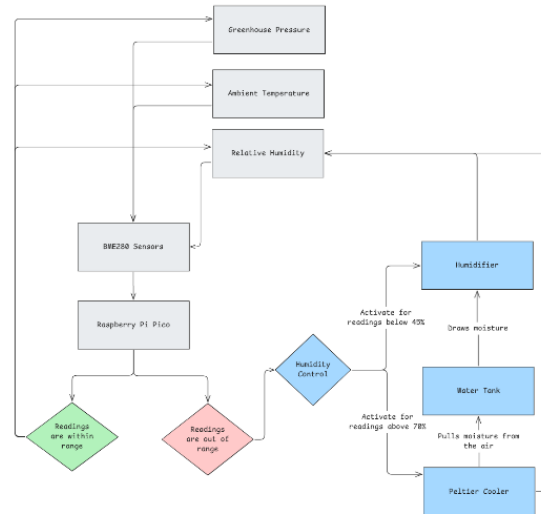 Greenhouse Pressure
Ambient Temperature
Relative Humidity
BME280 Sensors
Humidifier
Activate for
readings below 45%
Raspberry Pi Pico
Draws moisture
Humidity
Control
Water Tank
Readings
are within
range
Readings
are out of
range
Activate for
readings above 70%
Pulls moisture from
the air
Peltier Cooler